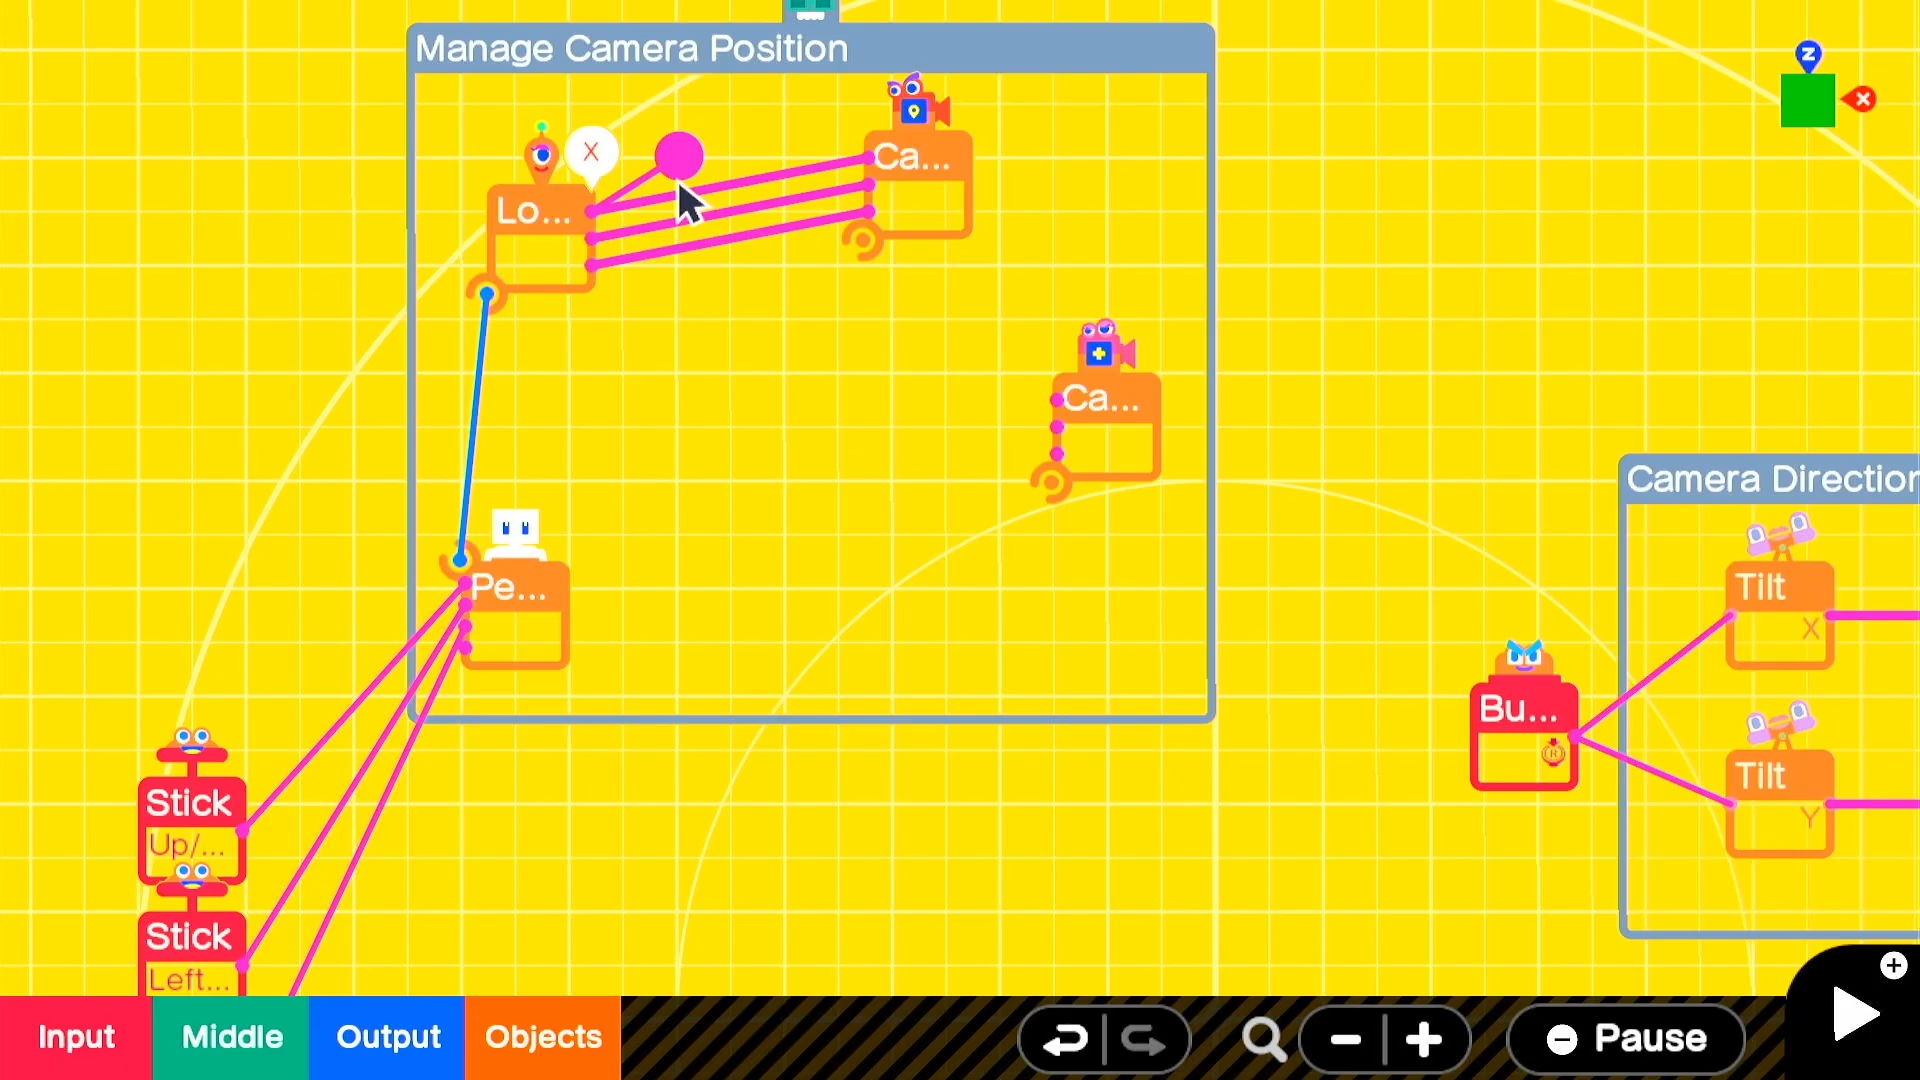 Manage Camera Position
Z
X
X
Ca...
Lo...
Ca...
Camera Direction
Pe...
Tilt
X
Bu...
Tilt
Y
Stick
Up/...
Stick
Left...
Input
Middle
Output
Objects
Pause